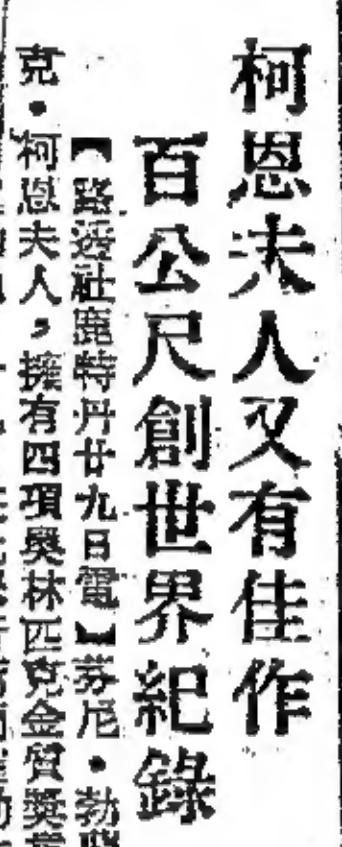 柯恩夫人又有佳作
百公尺創世界紀錄
【路透社鹿特丹廿九日電】芬尼・勃
克・柯恩夫人，擁有四項奧林匹克金質獎